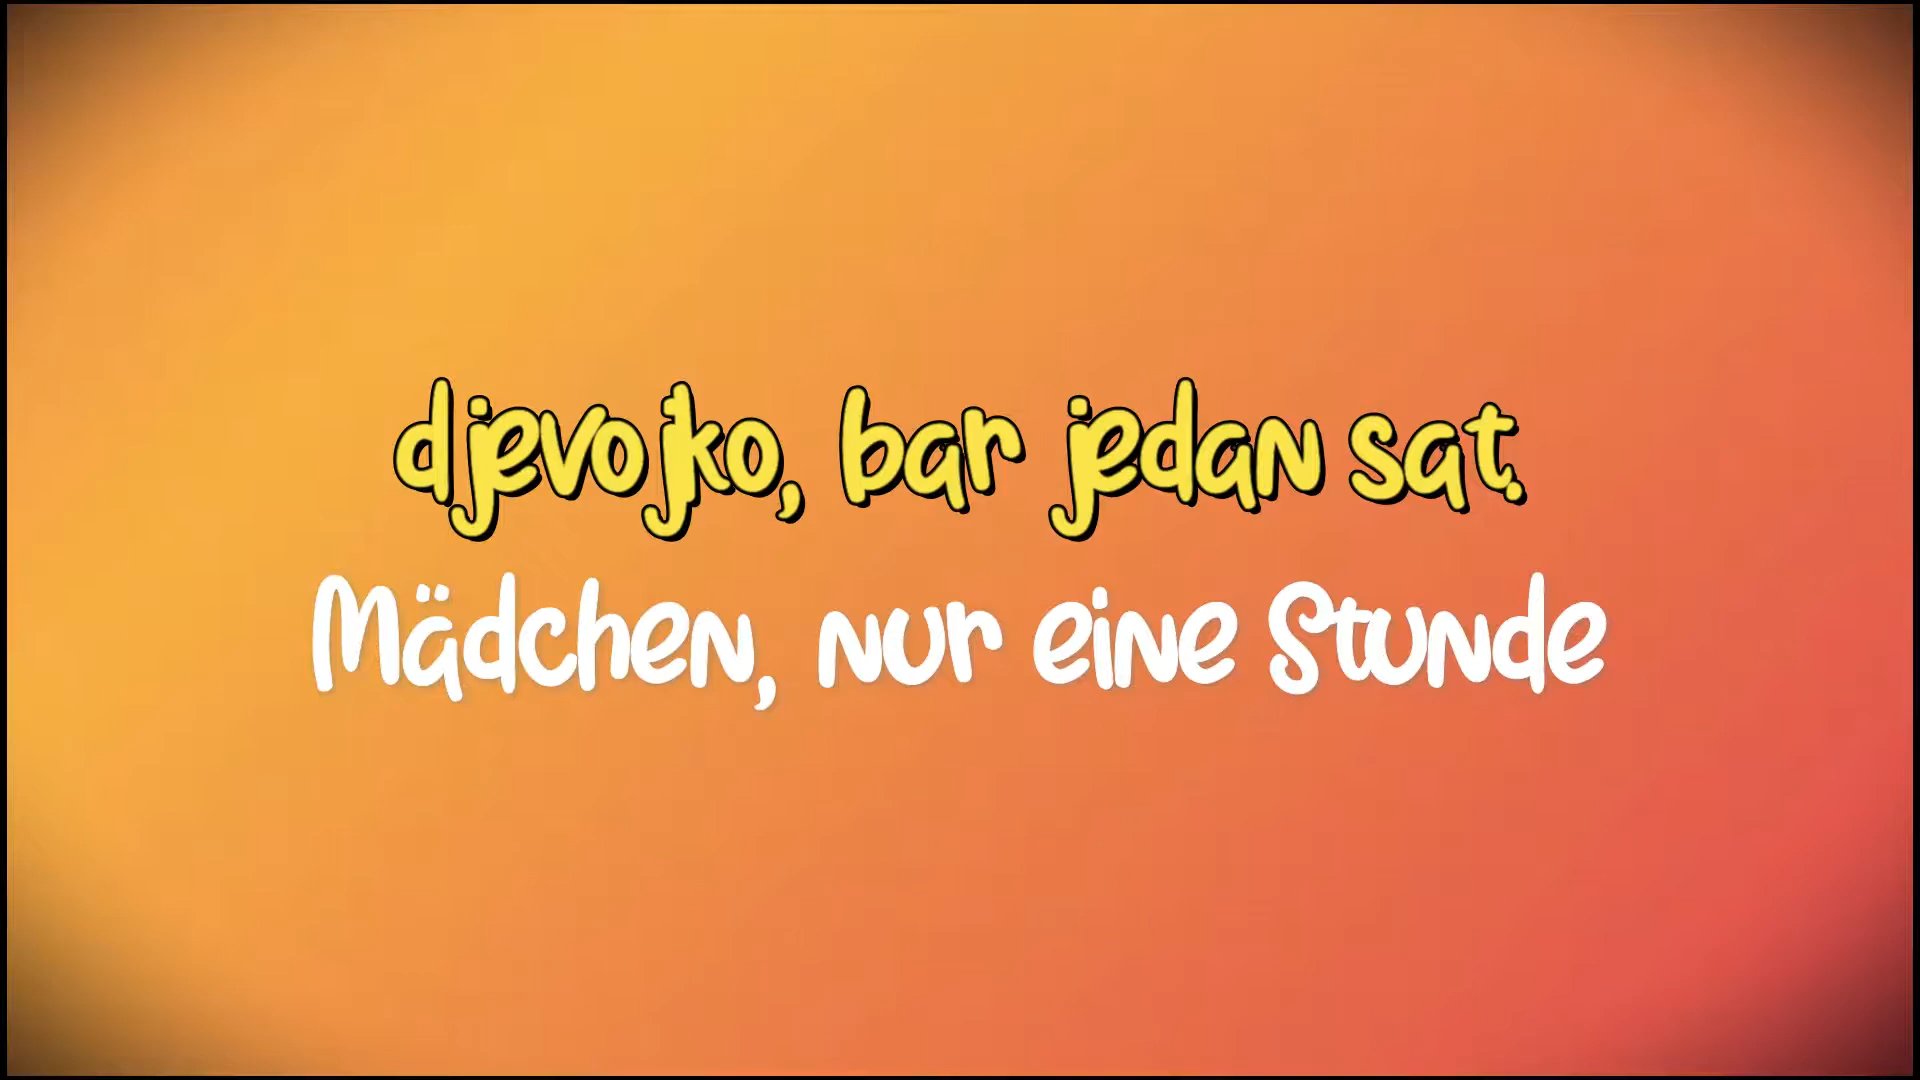 djevojko, bar jedan sat.
Mädchen, nur eine Stunde